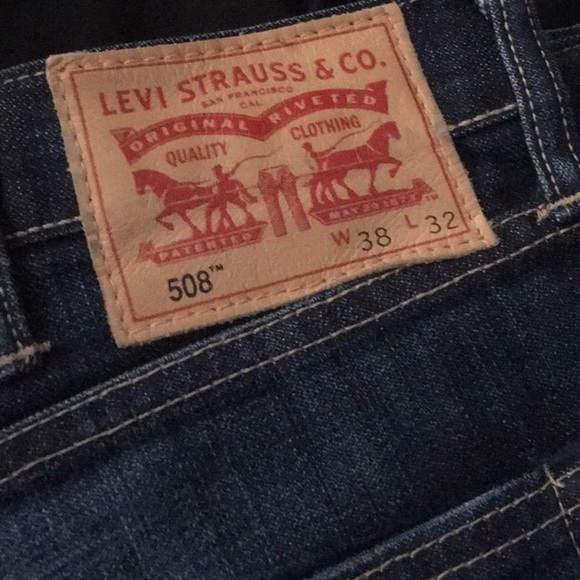 LEVI STRAUSS & CO.
SAN FRANCISCO
CAL.
ORIGINAL RIVETED
QUALITY CLOTHING
PATENTED MAY 20 1873
508™ W 38 L 32